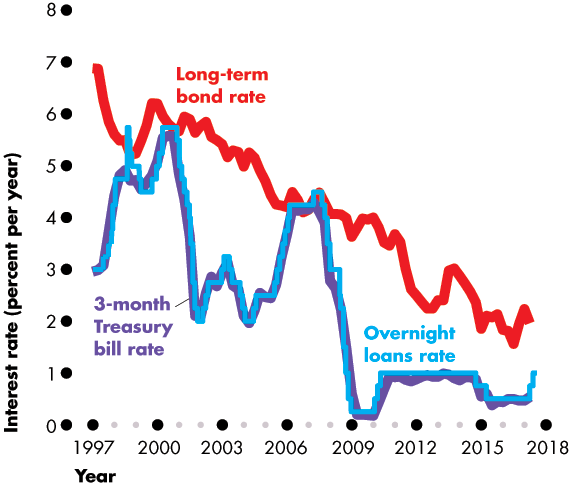 8
7
6
5
4
3
2
1
0
Interest rate (percent per year)
Long-term
bond rate
3-month
Treasury
bill rate
Overnight
loans rate
1997 2000 2003 2006 2009 2012 2015 2018
Year